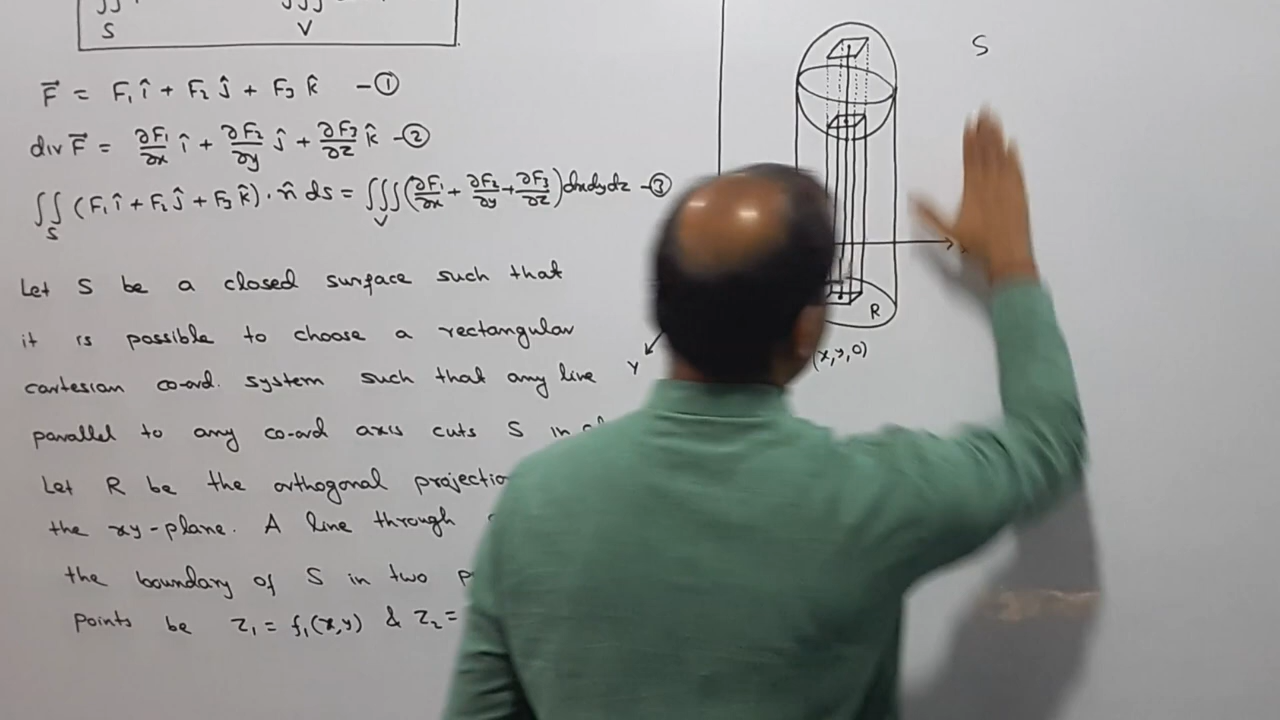 ∬ ∭
S V
F⃗ = F₁ î + F₂ ĵ + F₃ k̂ —①
div F⃗ = ∂F₁/∂x î + ∂F₂/∂y ĵ + ∂F₃/∂z k̂ —②
∬_S (F₁ î + F₂ ĵ + F₃ k̂) . n̂ ds = ∭_V (∂F₁/∂x + ∂F₂/∂y + ∂F₃/∂z) dxdydz —③
Let S be a closed surface such that
it is possible to choose a rectangular
cartesian co-ord. system such that any line
parallel to any co-ord axis cuts S in
Let R be the orthogonal
the xy-plane. A line through
the boundary of S in two
points be z₁ = f₁(x,y) & z₂ =
S
R
Y
(x,y,0)